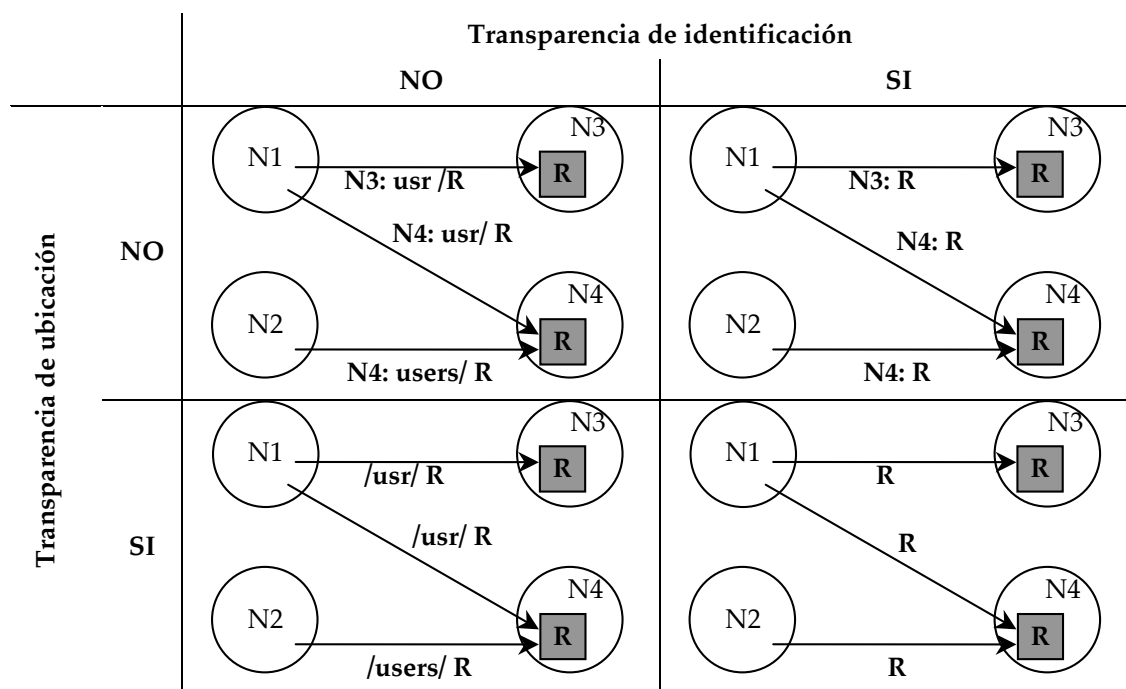 Transparencia de identificación
NO
SI
Transparencia de ubicación
NO
N1
N3
R
N3: usr /R
N4: usr/ R
N2
N4
R
N4: users/ R
N1
N3
R
N3: R
N4: R
N2
N4
R
N4: R
SI
N1
N3
R
/usr/ R
/usr/ R
N2
N4
R
/users/ R
N1
N3
R
R
R
N2
N4
R
R